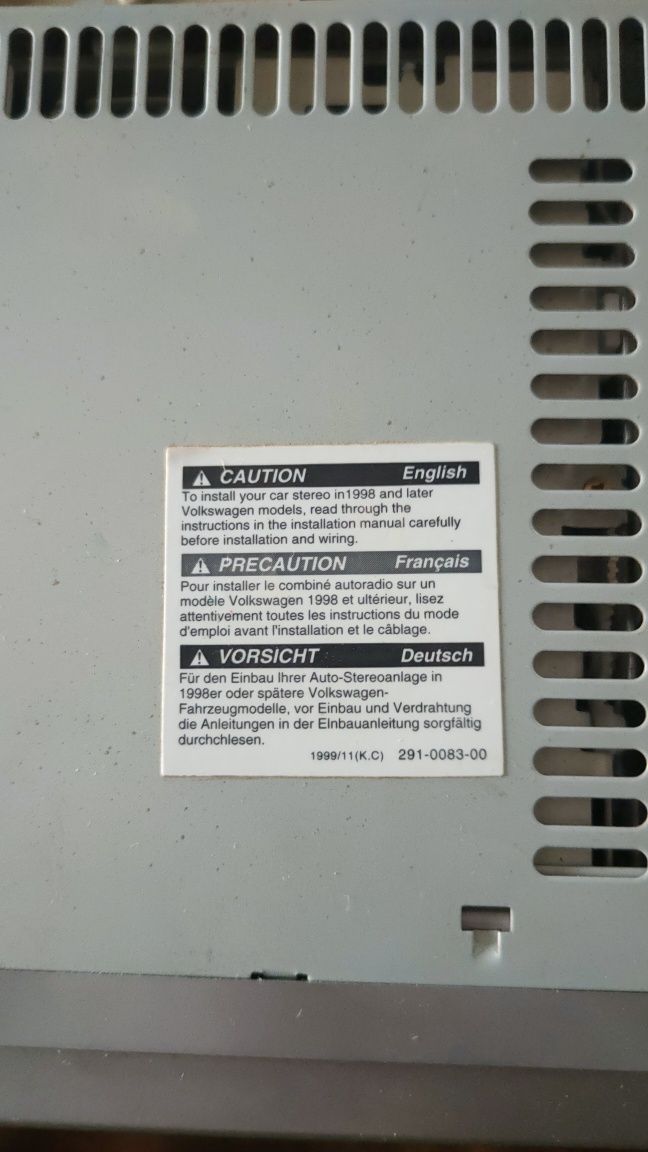 CAUTION English
To install your car stereo in1998 and later
Volkswagen models, read through the
instructions in the installation manual carefully
before installation and wiring.
PRECAUTION Français
Pour installer le combiné autoradio sur un
modèle Volkswagen 1998 et ultérieur, lisez
attentivement toutes les instructions du mode
d'emploi avant l'installation et le câblage.
VORSICHT Deutsch
Für den Einbau Ihrer Auto-Stereoanlage in
1998er oder spätere Volkswagen-
Fahrzeugmodelle, vor Einbau und Verdrahtung
die Anleitungen in der EInbauanleitung sorgfältig
durchchlesen.
1999/11(K.C) 291-0083-00